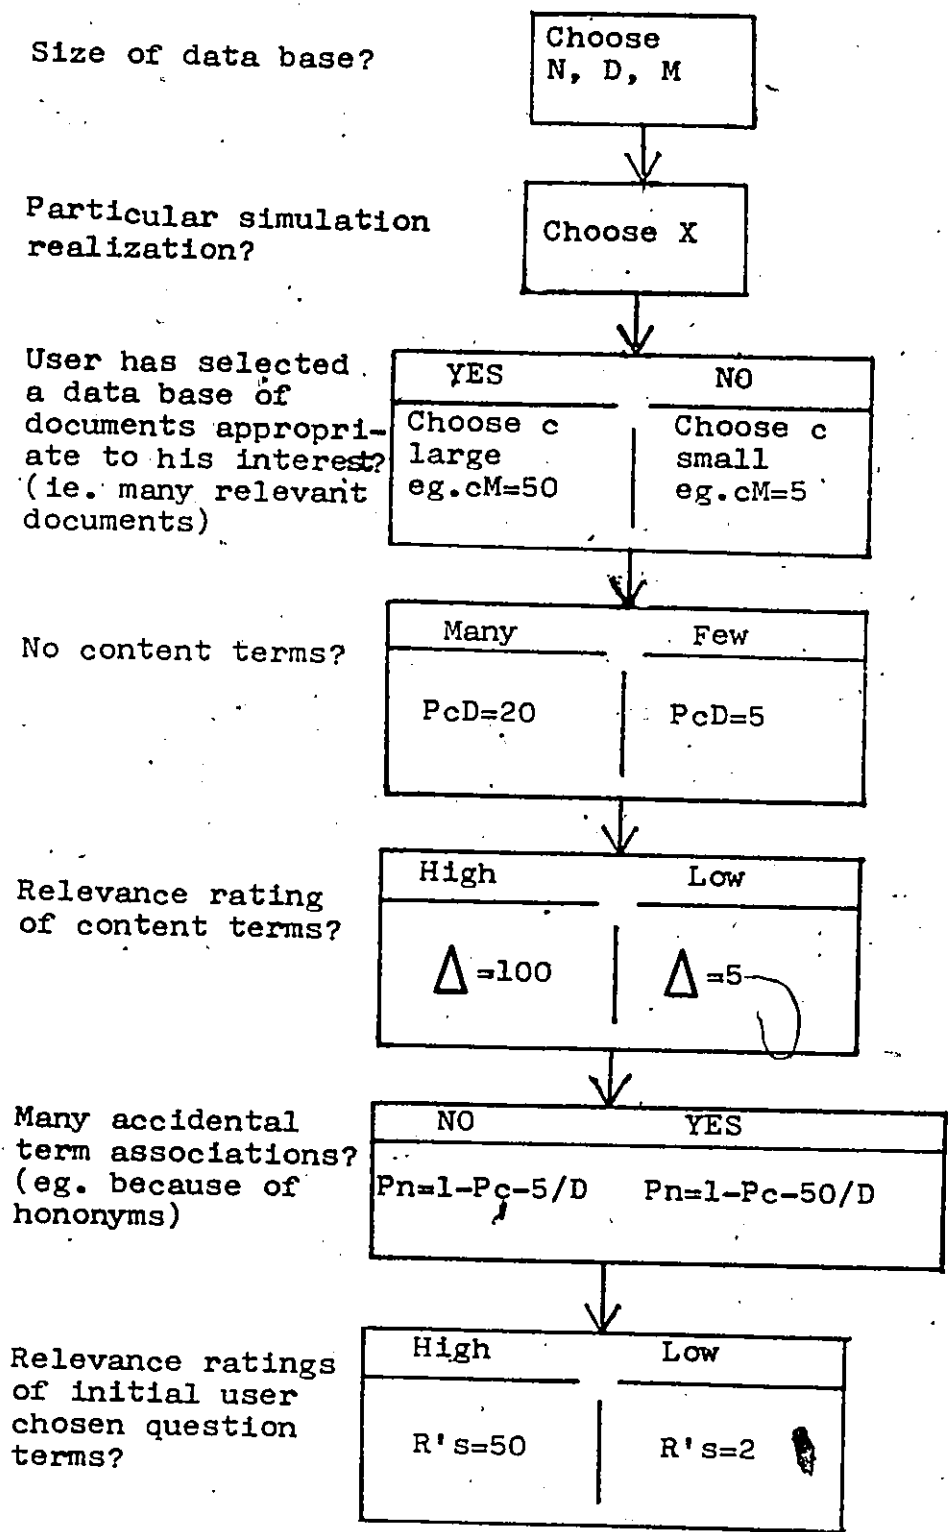 Size of data base?
Choose
N, D, M
Particular simulation
realization?
Choose X
User has selected
a data base of
documents appropri-
ate to his interest?
(ie. many relevant
documents)
YES
NO
Choose c
large
eg.cM=50
Choose c
small
eg.cM=5
No content terms?
Many
Few
PcD=20
PcD=5
Relevance rating
of content terms?
High
Low
Δ=100
Δ=5
Many accidental
term associations?
(eg. because of
hononyms)
NO
YES
Pn=1-Pc-5/D
Pn=1-Pc-50/D
Relevance ratings
of initial user
chosen question
terms?
High
Low
R's=50
R's=2